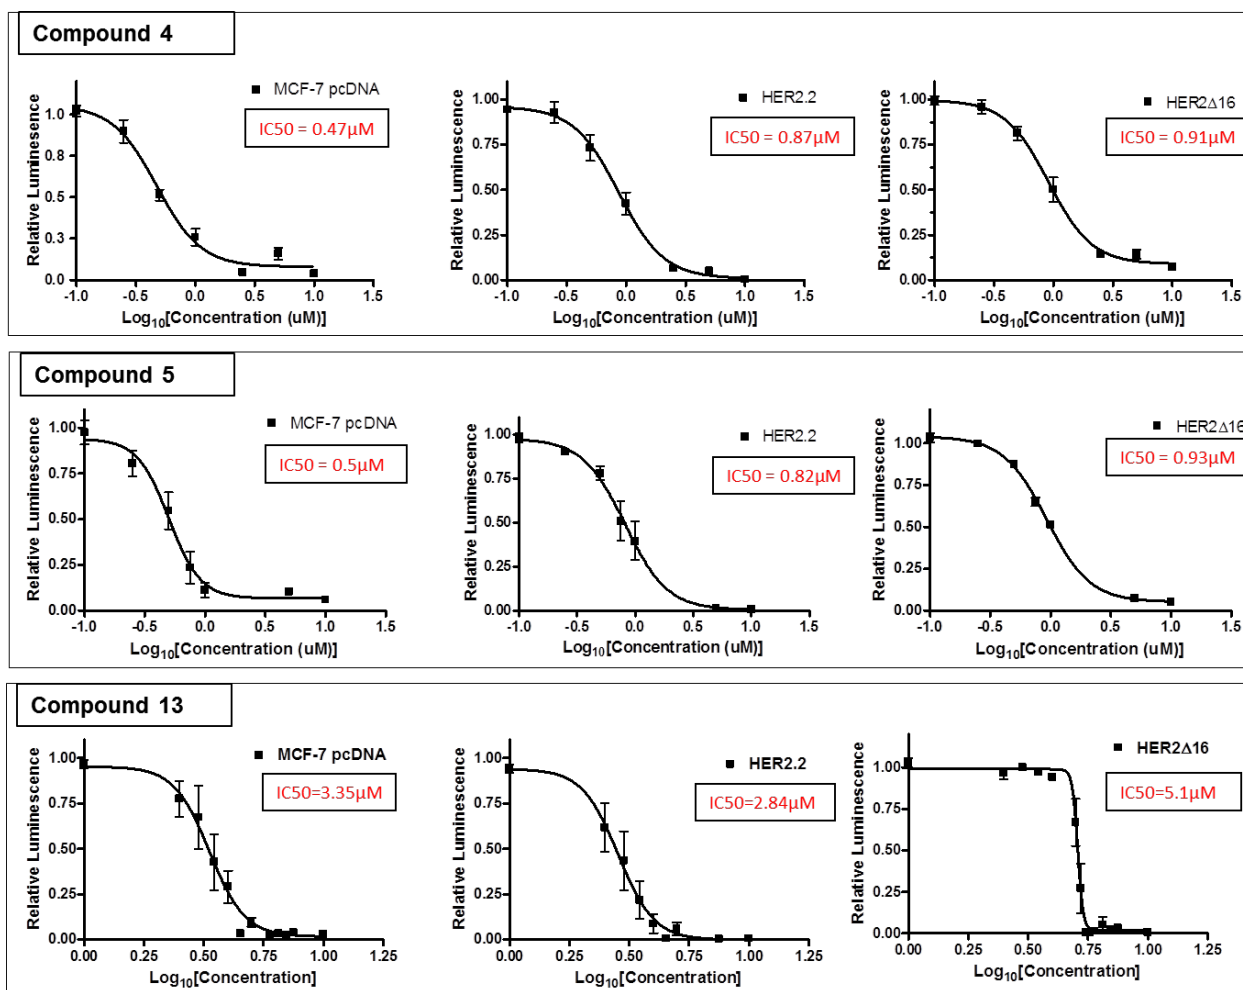 Compound 4
MCF-7 pcDNA
IC50 = 0.47µM
Relative Luminesence
1.0
0.8
0.5
0.3
0.0
-1.0 -0.5 0.0 0.5 1.0 1.5
Log10[Concentration (uM)]
HER2.2
IC50 = 0.87µM
Relative Luminescence
1.00
0.75
0.50
0.25
0.00
-1.0 -0.5 0.0 0.5 1.0 1.5
Log10[Concentration (uM)]
HER2Δ16
IC50 = 0.91µM
Relative Luminescence
1.00
0.75
0.50
0.25
0.00
-1.0 -0.5 0.0 0.5 1.0 1.5
Log10[Concentration (uM)]
Compound 5
MCF-7 pcDNA
IC50 = 0.5µM
Relative Luminescence
1.00
0.75
0.50
0.25
0.00
-1.0 -0.5 0.0 0.5 1.0 1.5
Log10[Concentration (uM)]
HER2.2
IC50 = 0.82µM
Relative Luminescence
1.00
0.75
0.50
0.25
0.00
-1.0 -0.5 0.0 0.5 1.0 1.5
Log10[Concentration (uM)]
HER2Δ16
IC50 = 0.93µM
Relative Luminescence
1.00
0.75
0.50
0.25
0.00
-1.0 -0.5 0.0 0.5 1.0 1.5
Log10[Concentration (uM)]
Compound 13
MCF-7 pcDNA
IC50=3.35µM
Relative Luminescence
1.00
0.75
0.50
0.25
0.00
0.00 0.25 0.50 0.75 1.00 1.25
Log10[Concentration]
HER2.2
IC50=2.84µM
Relative Luminescence
1.00
0.75
0.50
0.25
0.00
0.00 0.25 0.50 0.75 1.00 1.25
Log10[Concentration]
HER2Δ16
IC50=5.1µM
Relative Luminescence
1.00
0.75
0.50
0.25
0.00
0.00 0.25 0.50 0.75 1.00 1.25
Log10[Concentration]